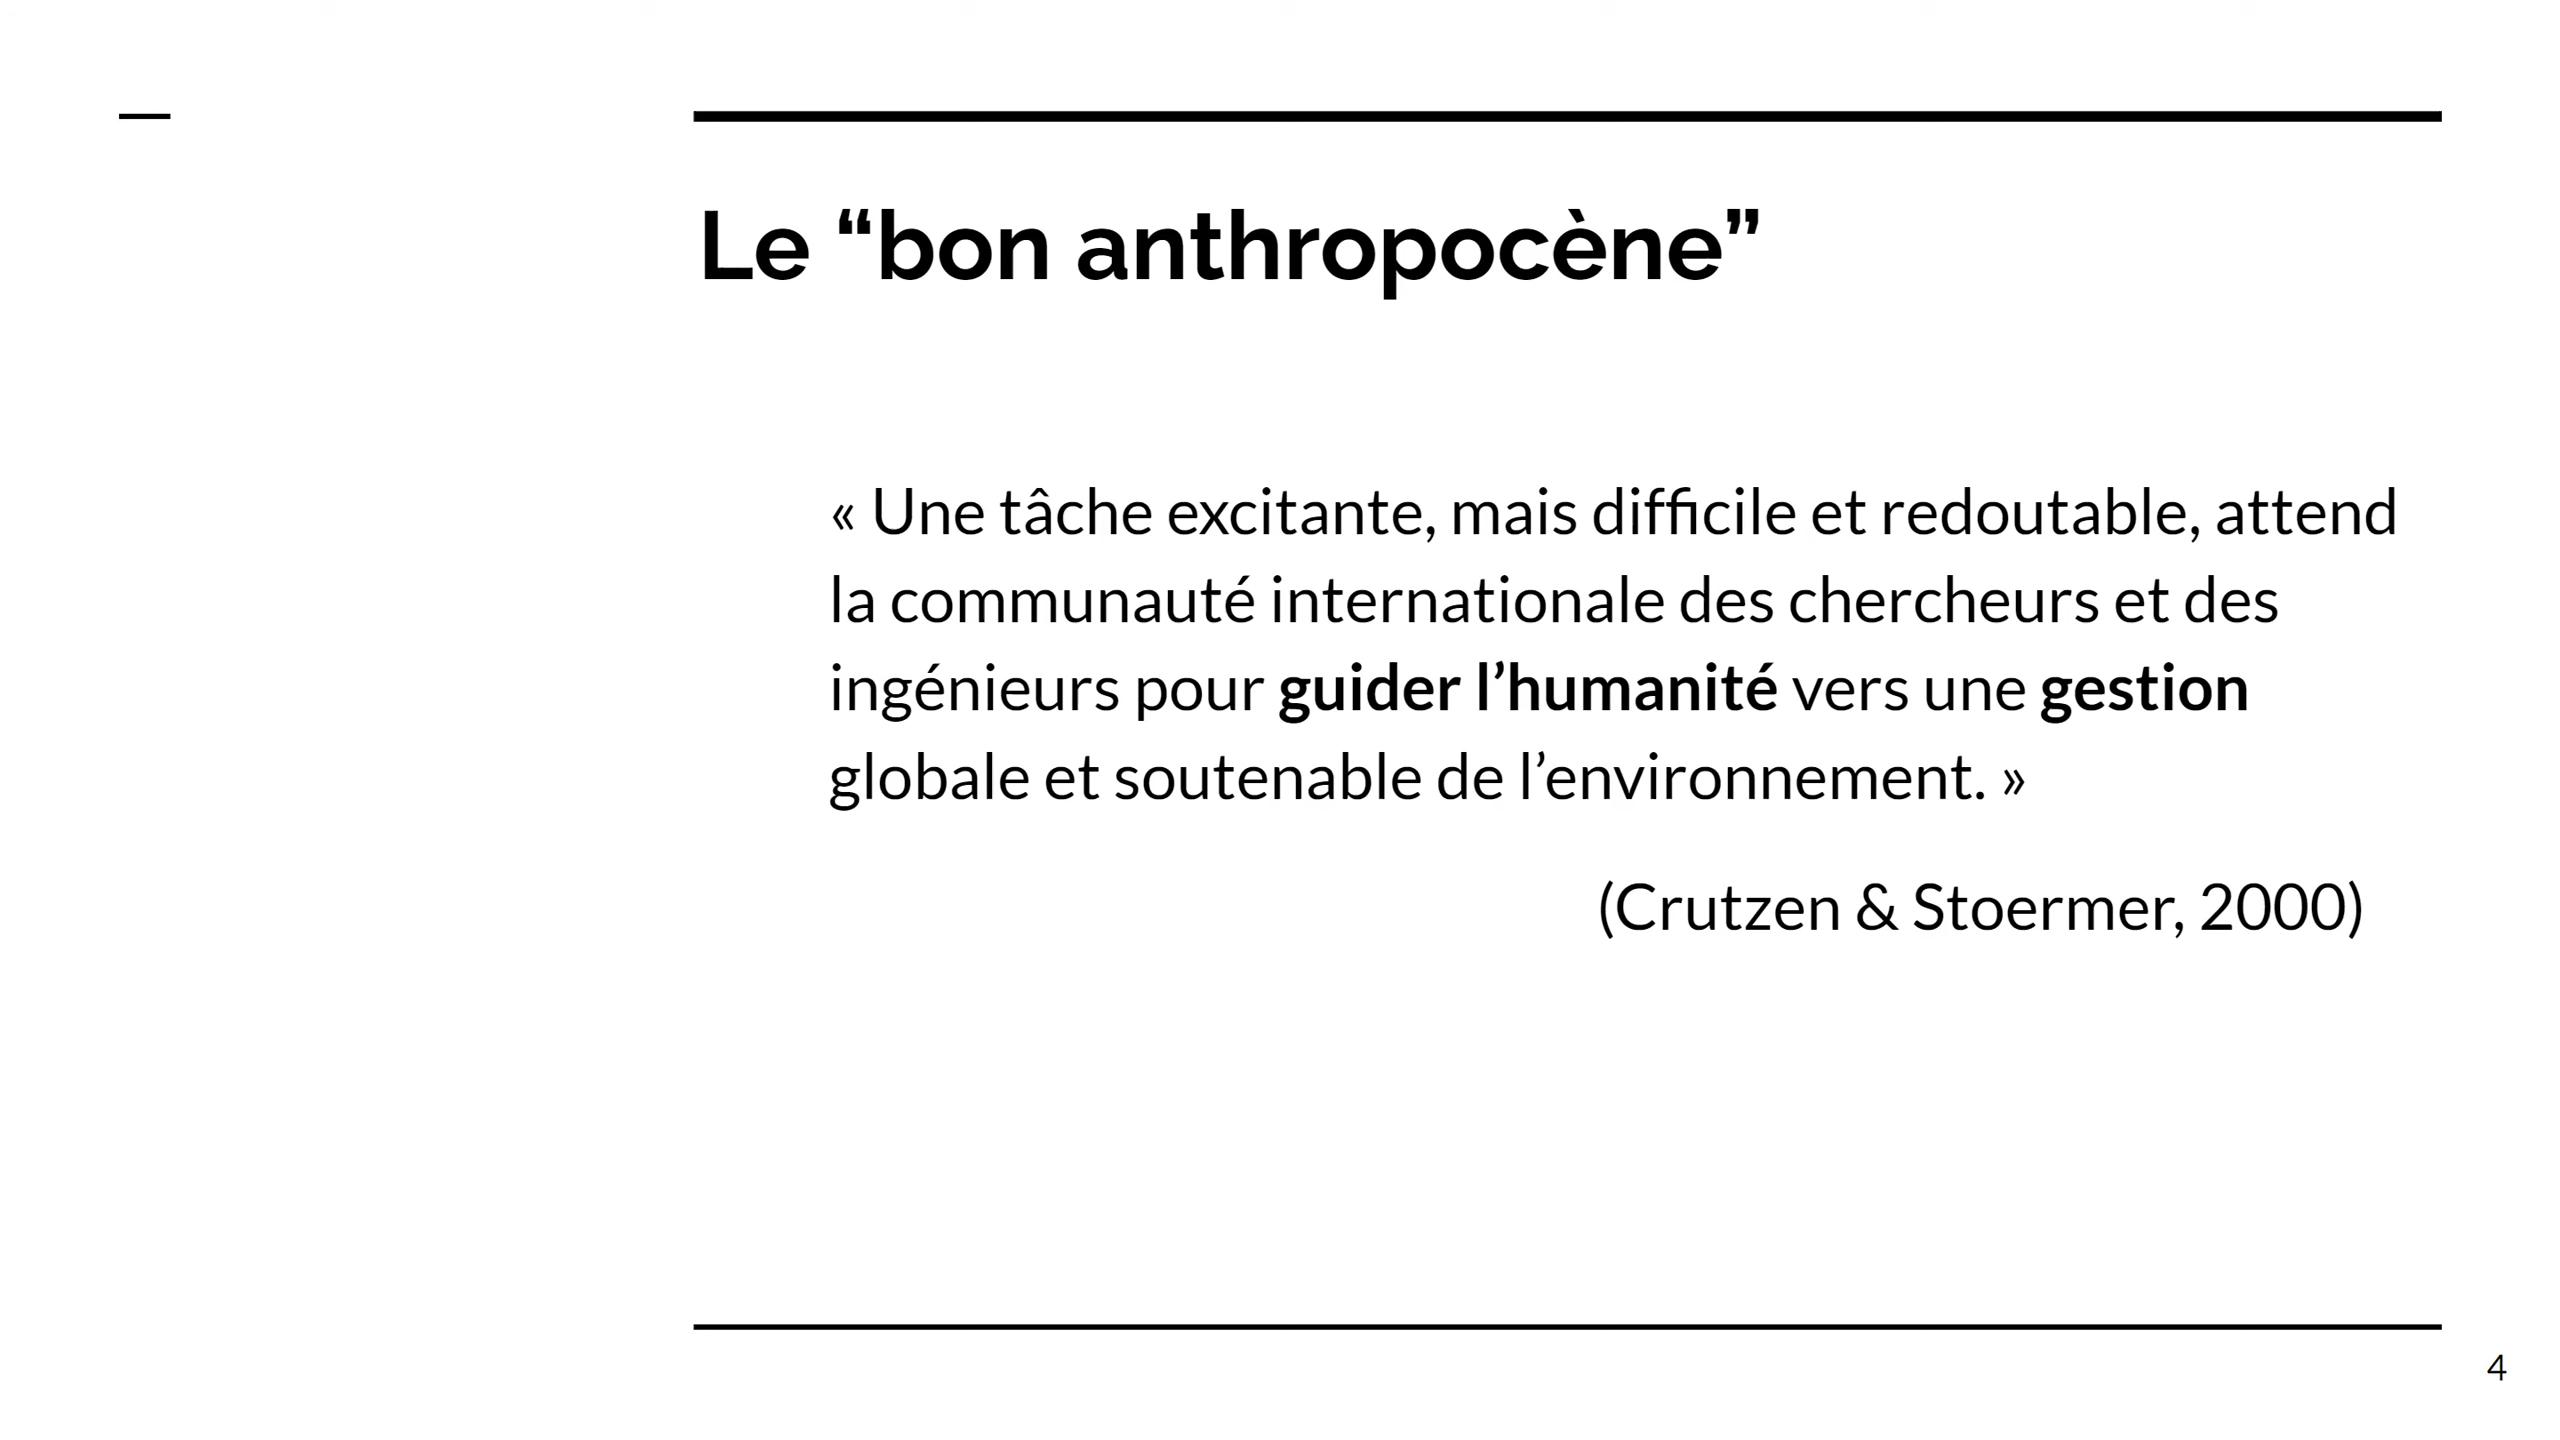 Le “bon anthropocène”
« Une tâche excitante, mais difficile et redoutable, attend
la communauté internationale des chercheurs et des
ingénieurs pour guider l’humanité vers une gestion
globale et soutenable de l’environnement. »
(Crutzen & Stoermer, 2000)
4